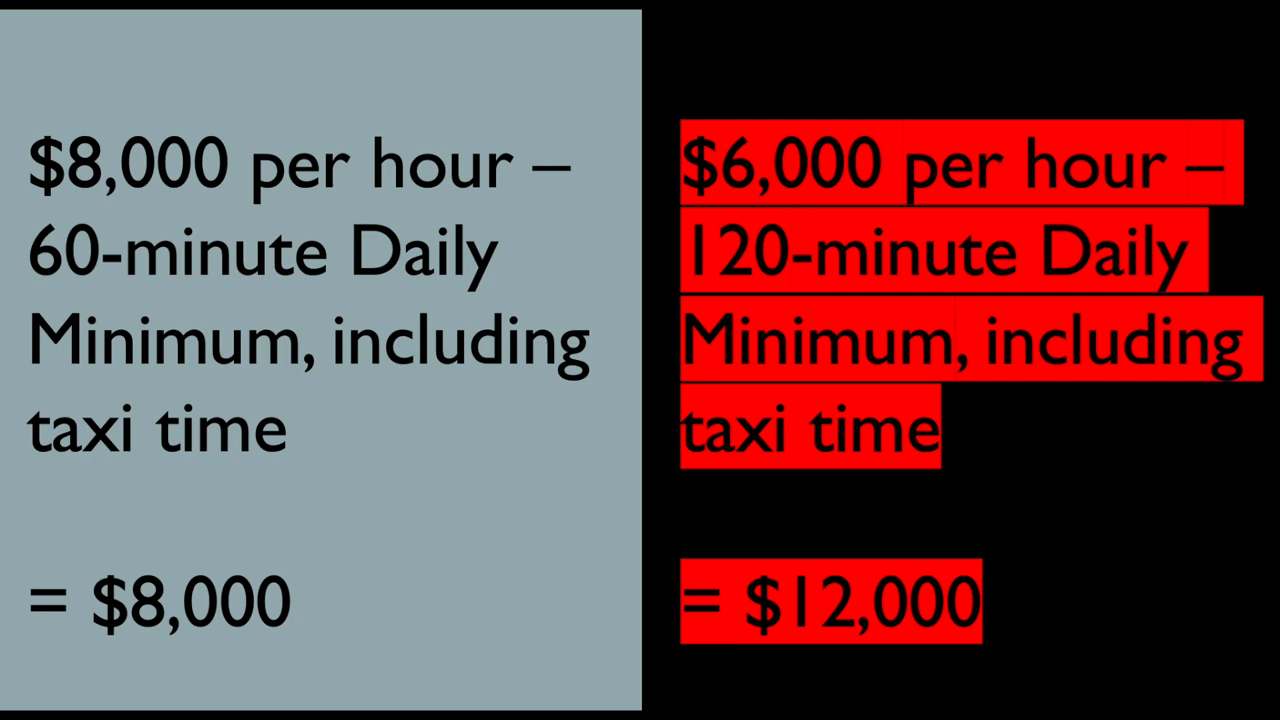 $8,000 per hour –
60-minute Daily
Minimum, including
taxi time
= $8,000
$6,000 per hour –
120-minute Daily
Minimum, including
taxi time
= $12,000